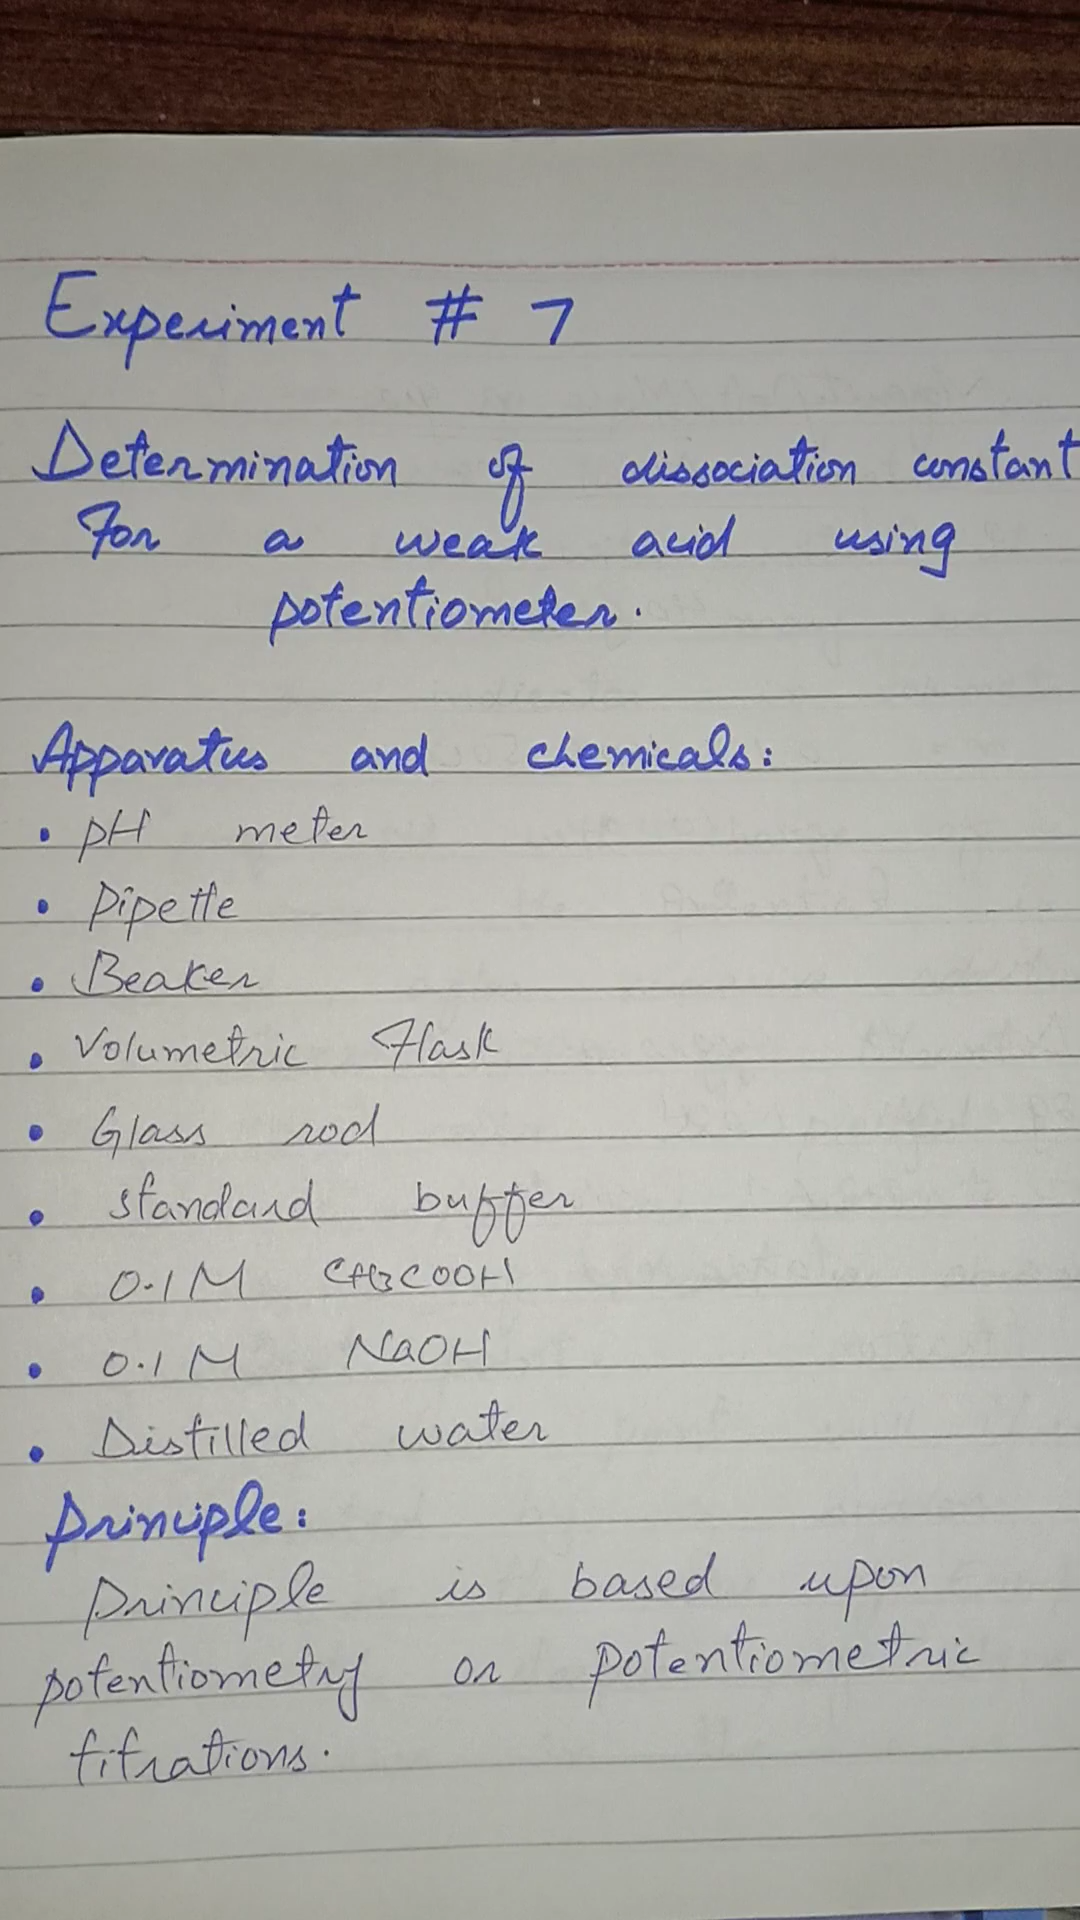 Experiment # 7
Determination of dissociation constant
For a weak acid using
potentiometer.
Apparatus and chemicals:
• pH meter
• Pipette
• Beaker
• Volumetric Flask
• Glass rod
• standard buffer
• 0.1M CH3COOH
• 0.1M NaOH
• Distilled water
Principle:
Principle is based upon
potentiometry or potentiometric
titrations.